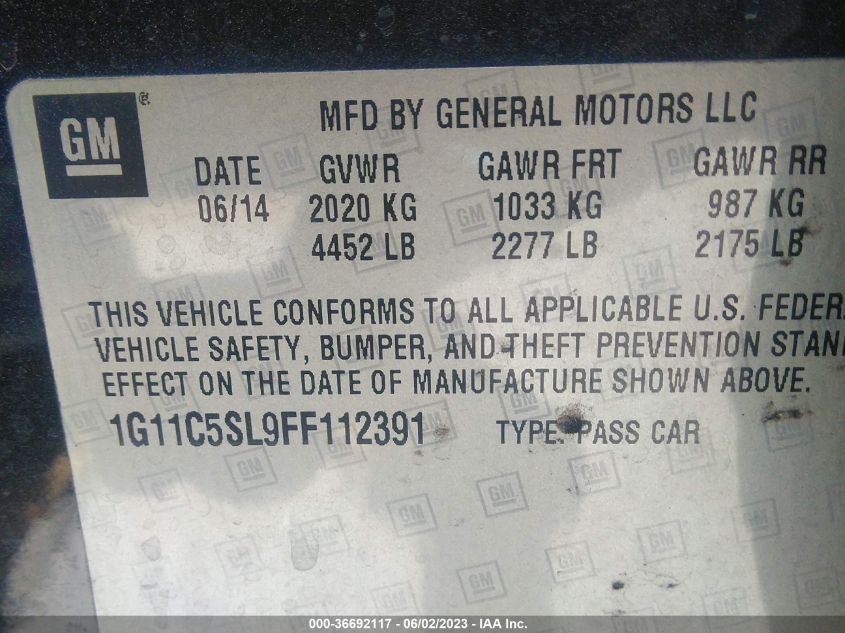 GM ®
MFD BY GENERAL MOTORS LLC
DATE GVWR GAWR FRT GAWR RR
06/14 2020 KG 1033 KG 987 KG
4452 LB 2277 LB 2175 LB
THIS VEHICLE CONFORMS TO ALL APPLICABLE U.S. FEDERA
VEHICLE SAFETY, BUMPER, AND THEFT PREVENTION STAN
EFFECT ON THE DATE OF MANUFACTURE SHOWN ABOVE.
1G11C5SL9FF112391 TYPE: PASS CAR
000-36692117 - 06/02/2023 - IAA Inc.